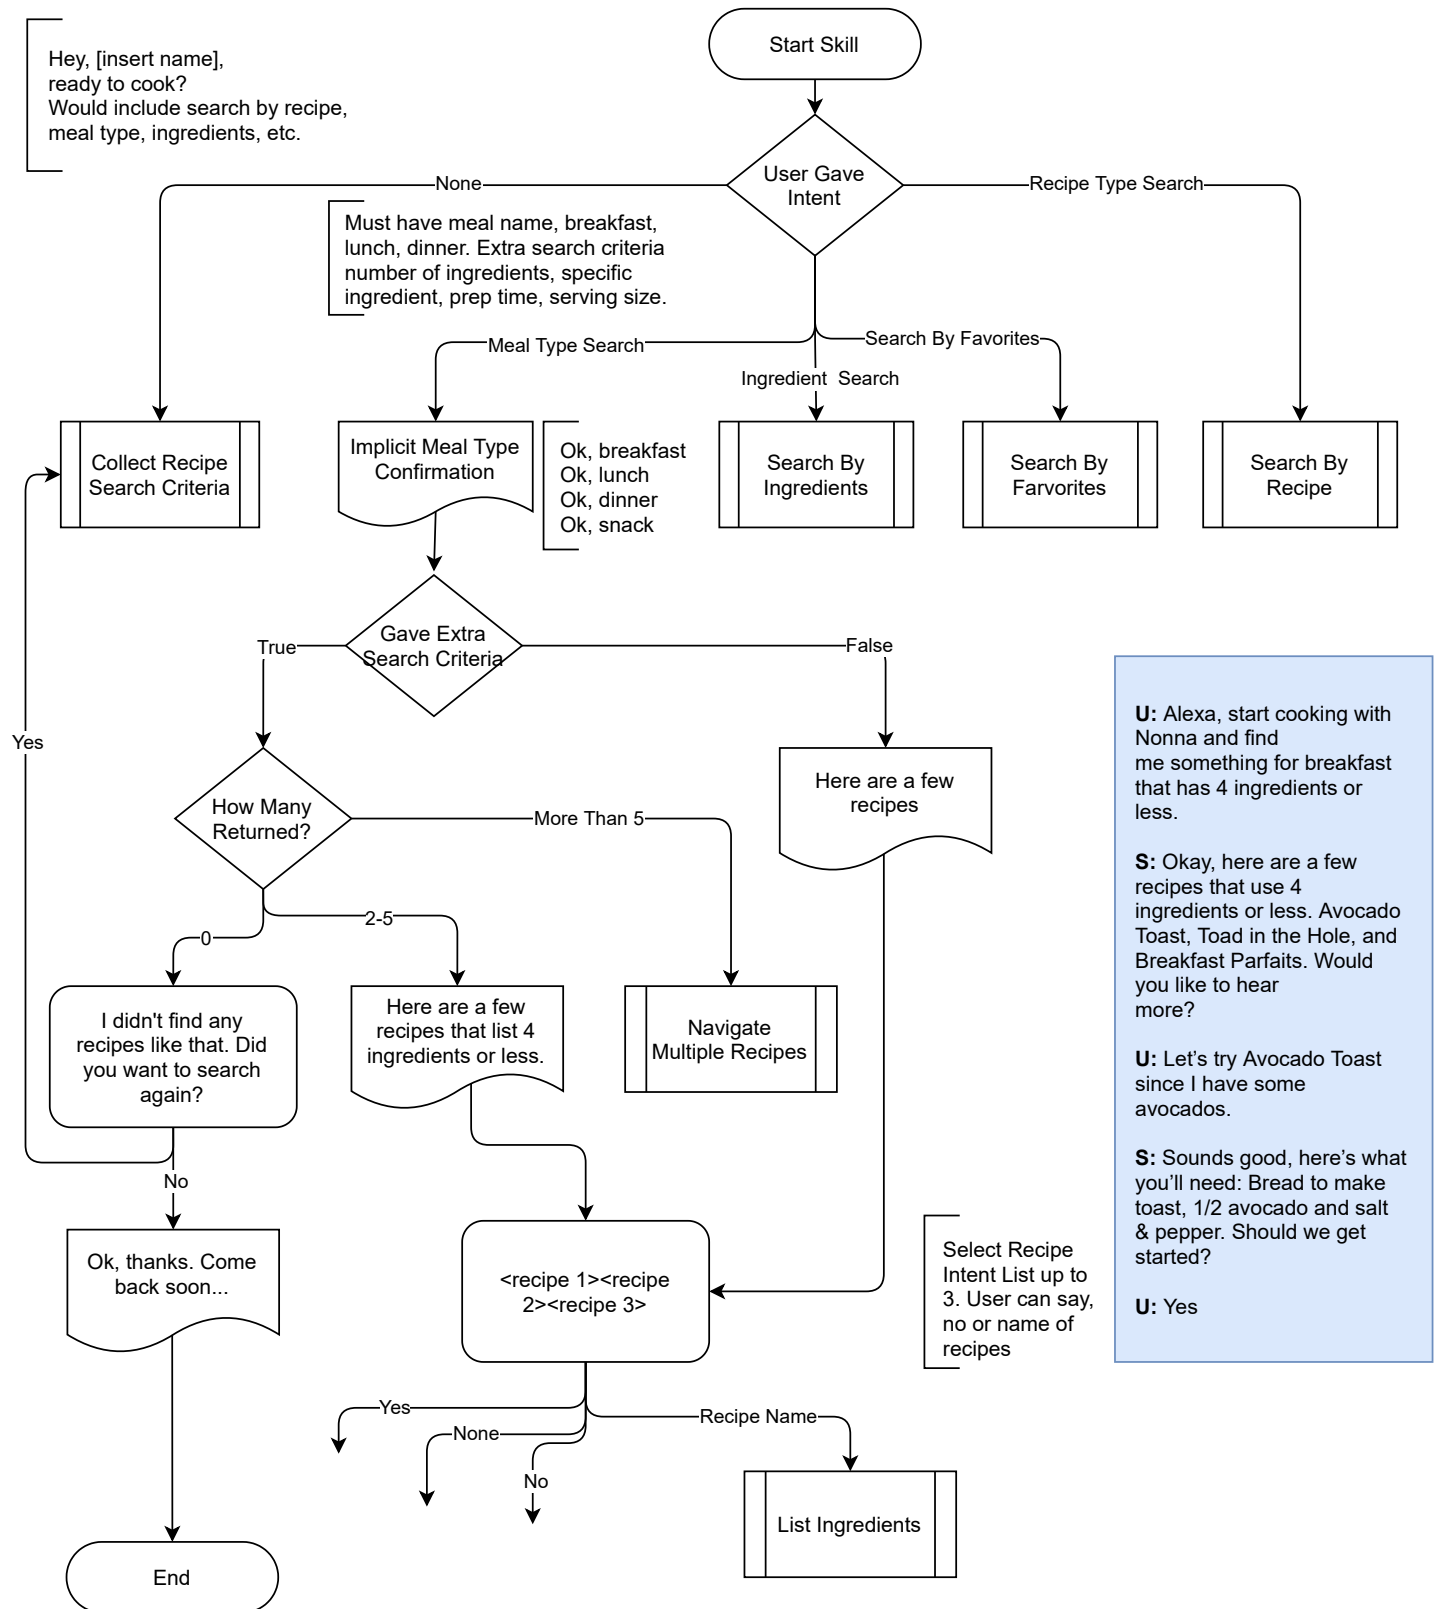 Start Skill
Hey, [insert name],
ready to cook?
Would include search by recipe,
meal type, ingredients, etc.
User Gave
Intent
None
Recipe Type Search
Must have meal name, breakfast,
lunch, dinner. Extra search criteria
number of ingredients, specific
ingredient, prep time, serving size.
Meal Type Search
Search By Favorites
Ingredient  Search
Collect Recipe
Search Criteria
Implicit Meal Type
Confirmation
Ok, breakfast
Ok, lunch
Ok, dinner
Ok, snack
Search By
Ingredients
Search By
Farvorites
Search By
Recipe
Gave Extra
Search Criteria
True
False
Yes
How Many
Returned?
More Than 5
Here are a few
recipes
0
2-5
I didn't find any
recipes like that. Did
you want to search
again?
Here are a few
recipes that list 4
ingredients or less.
Navigate
Multiple Recipes
No
Ok, thanks. Come
back soon...
<recipe 1><recipe
2><recipe 3>
Select Recipe
Intent List up to
3. User can say,
no or name of
recipes
Yes
None
No
Recipe Name
List Ingredients
End
U: Alexa, start cooking with
Nonna and find
me something for breakfast
that has 4 ingredients or
less.
S: Okay, here are a few
recipes that use 4
ingredients or less. Avocado
Toast, Toad in the Hole, and
Breakfast Parfaits. Would
you like to hear
more?
U: Let’s try Avocado Toast
since I have some
avocados.
S: Sounds good, here’s what
you’ll need: Bread to make
toast, 1/2 avocado and salt
& pepper. Should we get
started?
U: Yes